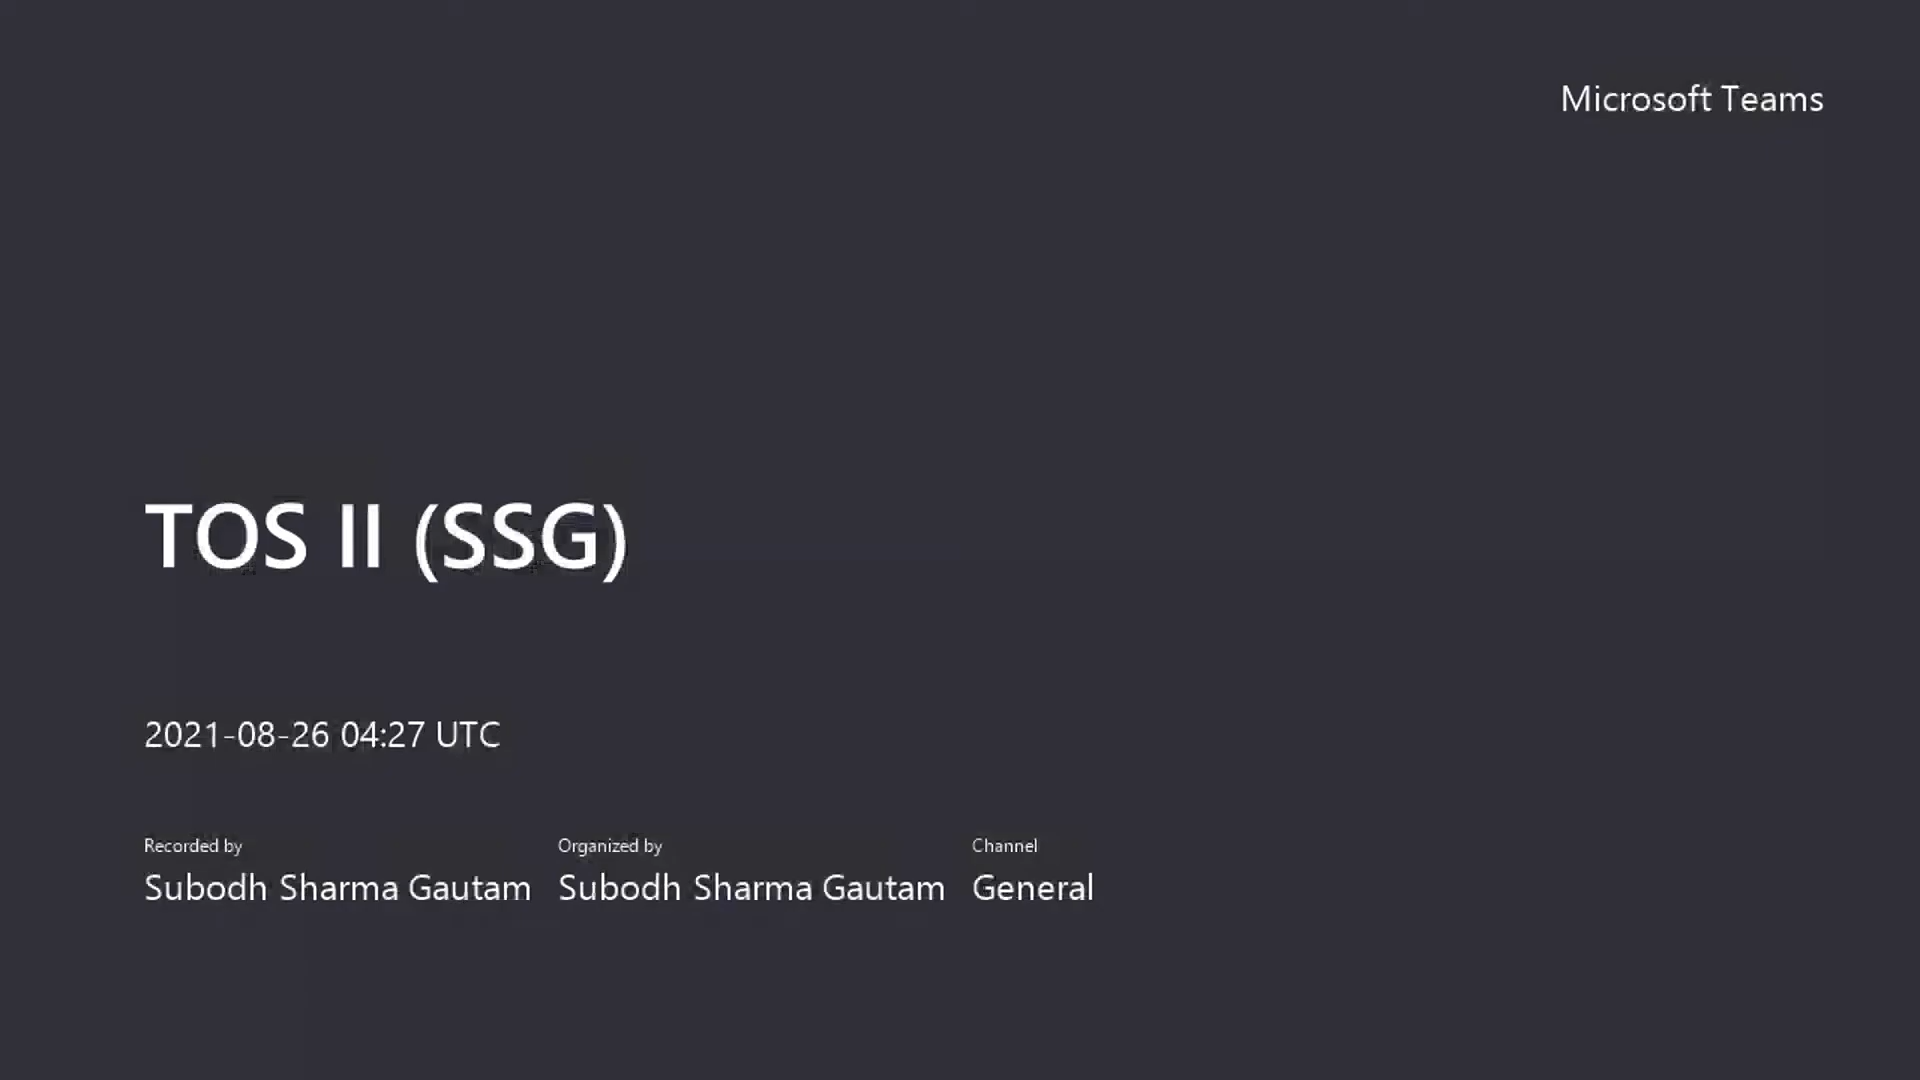 Microsoft Teams
TOS II (SSG)
2021-08-26 04:27 UTC
Recorded by Organized by Channel
Subodh Sharma Gautam Subodh Sharma Gautam General